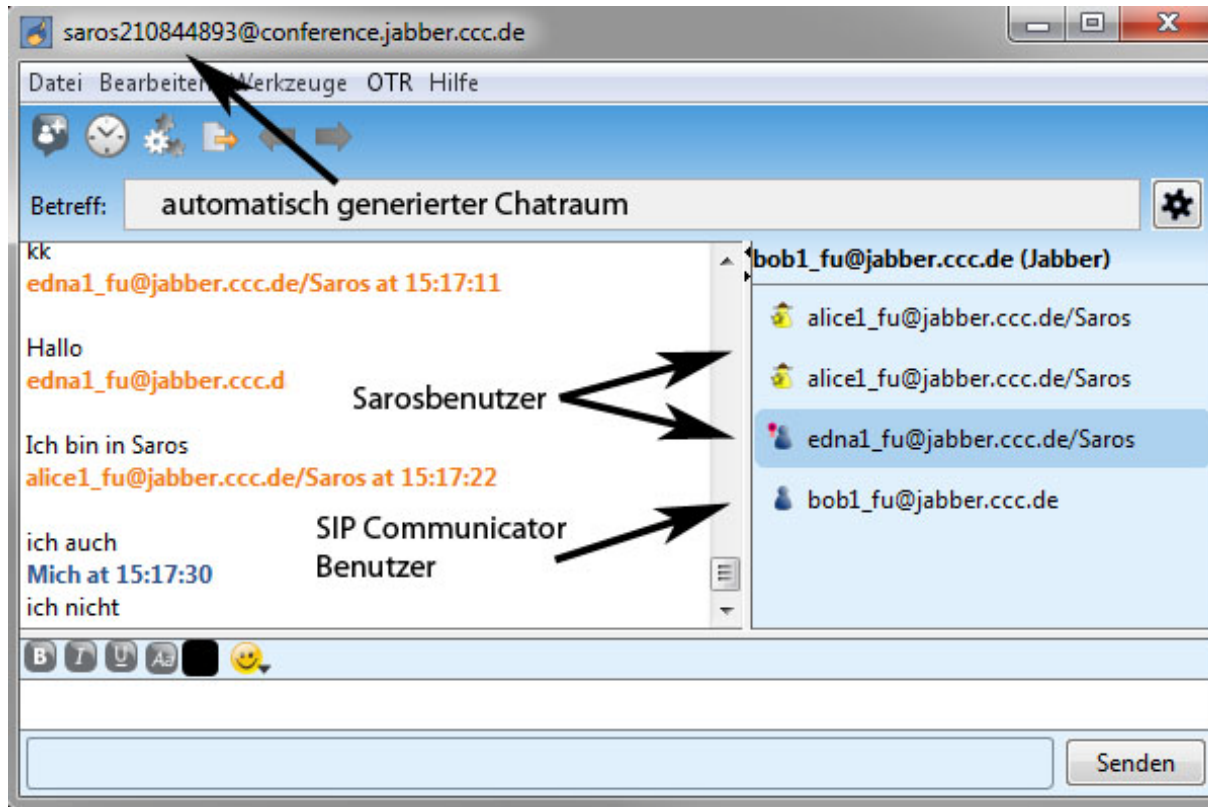 saros210844893@conference.jabber.ccc.de
Datei Bearbeiten Werkzeuge OTR Hilfe
Betreff: automatisch generierter Chatraum
kk
edna1_fu@jabber.ccc.de/Saros at 15:17:11
Hallo
edna1_fu@jabber.ccc.d
Ich bin in Saros
alice1_fu@jabber.ccc.de/Saros at 15:17:22
ich auch
Mich at 15:17:30
ich nicht
Sarosbenutzer
SIP Communicator
Benutzer
bob1_fu@jabber.ccc.de (Jabber)
alice1_fu@jabber.ccc.de/Saros
alice1_fu@jabber.ccc.de/Saros
edna1_fu@jabber.ccc.de/Saros
bob1_fu@jabber.ccc.de
B I U Aa
Senden